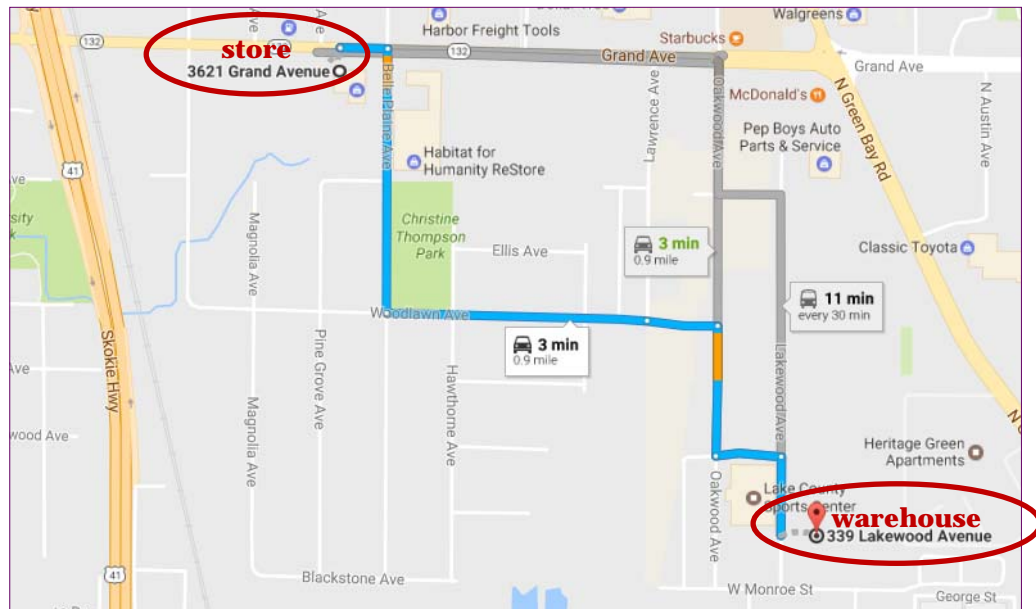 Walgreens
132
Harbor Freight Tools
Starbucks
store
132
Grand Ave
Grand Ave
3621 Grand Avenue
McDonald's
N Green Bay Rd
N Austin Ave
Belle Plaine Ave
Lawrence Ave
Oakwood Ave
Pep Boys Auto
Parts & Service
41
Habitat for
Humanity ReStore
Magnolia Ave
Christine
Thompson
Park
Ellis Ave
3 min
0.9 mile
Classic Toyota
11 min
every 30 min
Woodlawn Ave
3 min
0.9 mile
Skokie Hwy
Pine Grove Ave
Hawthorne Ave
Lakewood Ave
Magnolia Ave
wood Ave
Heritage Green
Apartments
Oakwood Ave
Lake County
Sports Center
warehouse
339 Lakewood Avenue
41
Blackstone Ave
W Monroe St
George St